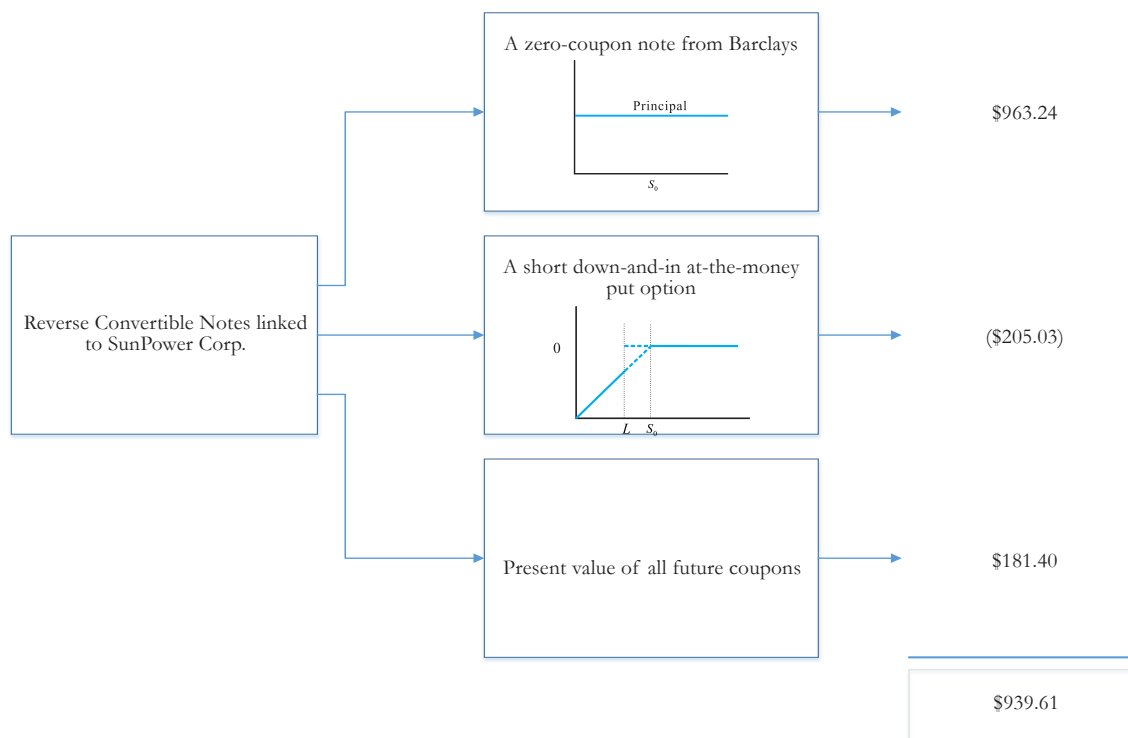 A zero-coupon note from Barclays
Principal
S₀
$963.24
Reverse Convertible Notes linked
to SunPower Corp.
A short down-and-in at-the-money
put option
0
L S₀
($205.03)
Present value of all future coupons
$181.40
$939.61